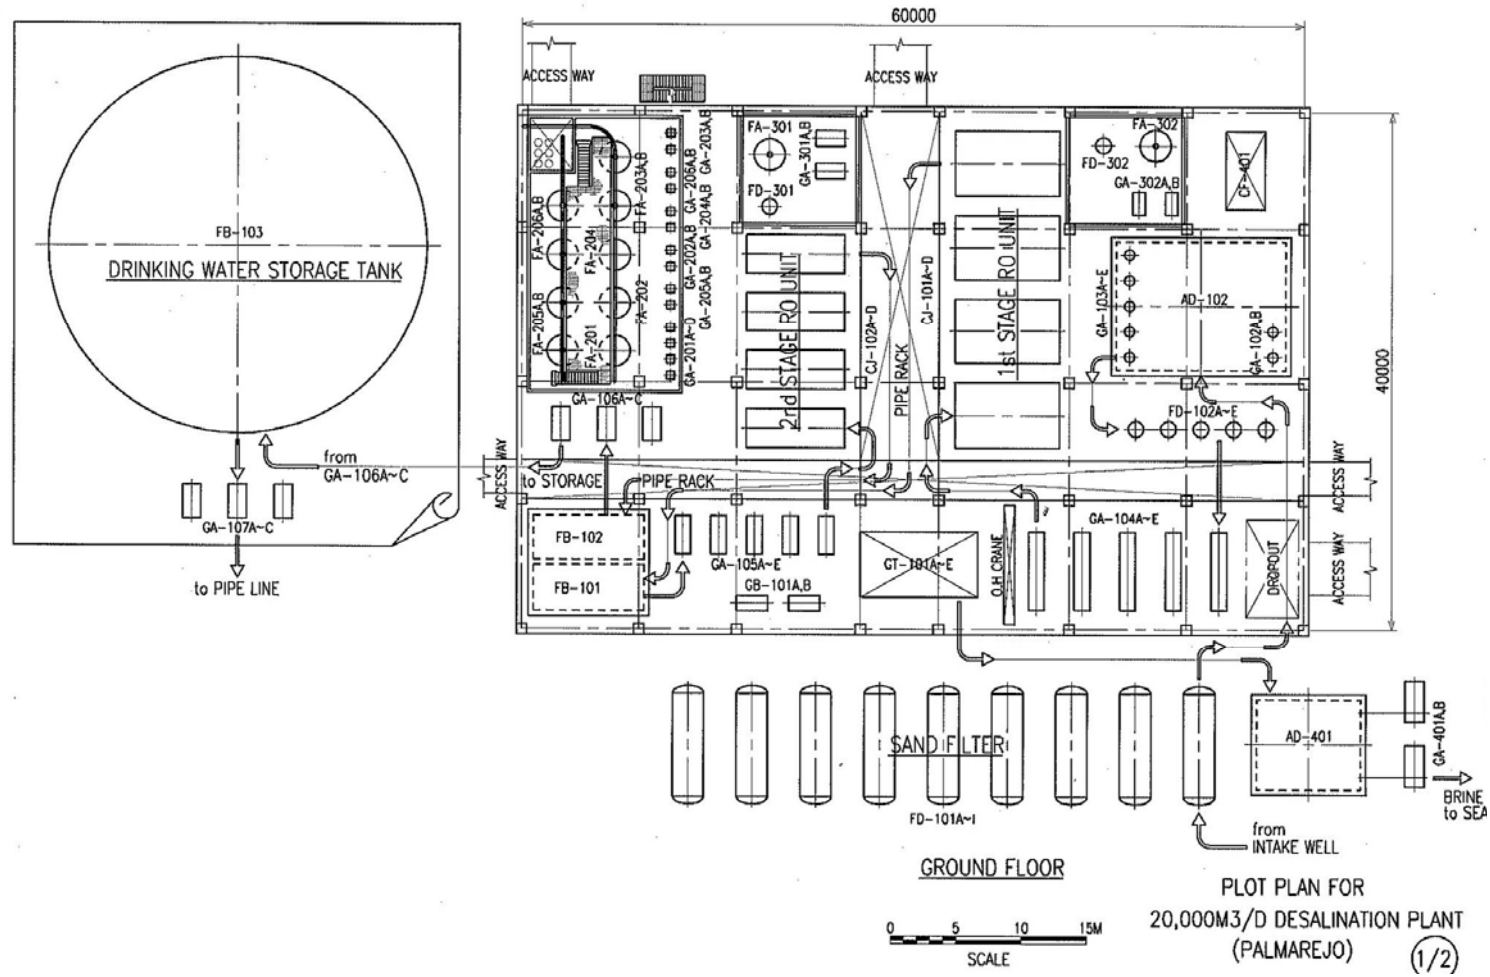 60000
ACCESS WAY
ACCESS WAY
FB-103
DRINKING WATER STORAGE TANK
from
GA-106A~C
GA-107A~C
to PIPE LINE
FA-206A,B
FA-205A,B
FA-204
FA-201
FA-203A,B
FA-202
GA-203A,B
GA-206A,B
GA-204A,B
GA-202A,B
GA-205A,B
GA-201A~D
GA-106A~C
FA-301
GA-301A,B
FD-301
2nd STAGE RO UNIT
CJ-102A~D
CJ-101A~D
PIPE RACK
1st STAGE RO UNIT
FA-302
FD-302
GA-302A,B
CF-401
GA-103A~E
AD-102
GA-102A,B
FD-102A~E
40000
ACCESS WAY
to STORAGE
PIPE RACK
ACCESS WAY
FB-102
FB-101
GA-105A~E
GB-101A,B
GT-101A~E
O.H CRANE
GA-104A~E
DROPOUT
ACCESS WAY
SAND FILTER
FD-101A~I
AD-401
GA-401A,B
BRINE
to SEA
from
INTAKE WELL
GROUND FLOOR
0 5 10 15M
SCALE
PLOT PLAN FOR
20,000M3/D DESALINATION PLANT
(PALMAREJO)
1/2